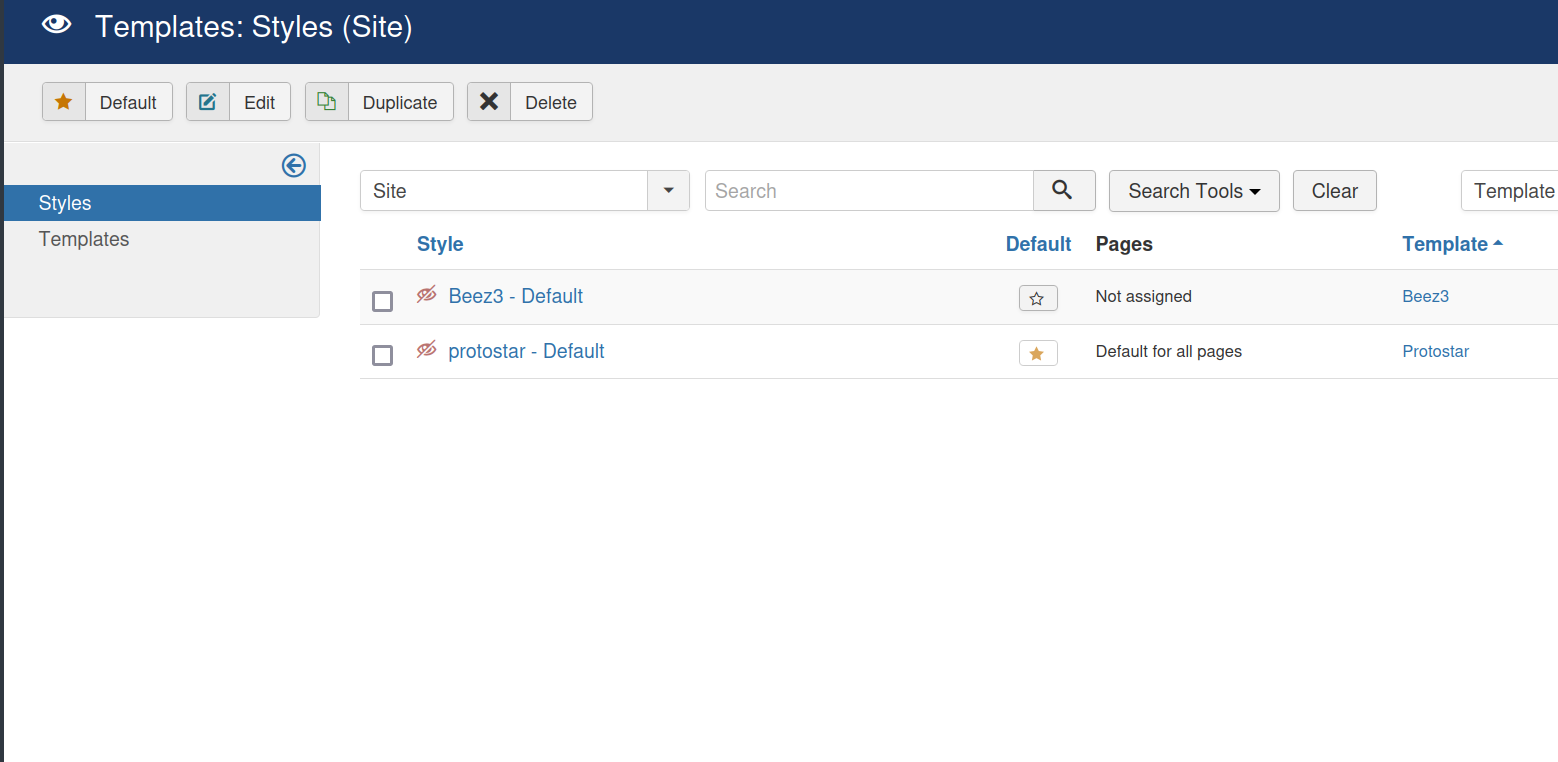 Templates: Styles (Site)
Default Edit Duplicate Delete
Styles
Templates
Site Search Search Tools Clear Template
Style Default Pages Template
Beez3 - Default Not assigned Beez3
protostar - Default Default for all pages Protostar